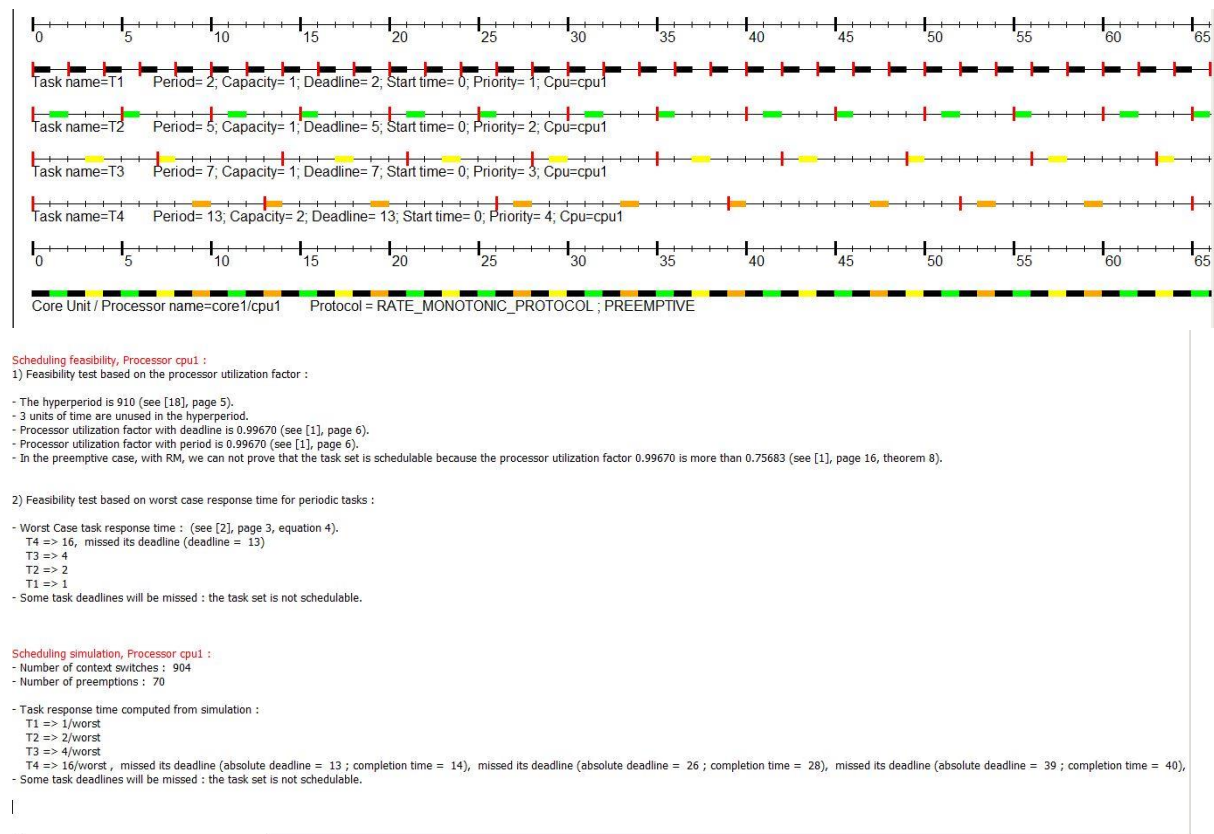 0 5 10 15 20 25 30 35 40 45 50 55 60 65
Task name=T1 Period= 2; Capacity= 1; Deadline= 2; Start time= 0; Priority= 1; Cpu=cpu1
Task name=T2 Period= 5; Capacity= 1; Deadline= 5; Start time= 0; Priority= 2; Cpu=cpu1
Task name=T3 Period= 7; Capacity= 1; Deadline= 7; Start time= 0; Priority= 3; Cpu=cpu1
Task name=T4 Period= 13; Capacity= 2; Deadline= 13; Start time= 0; Priority= 4; Cpu=cpu1
0 5 10 15 20 25 30 35 40 45 50 55 60 65
Core Unit / Processor name=core1/cpu1 Protocol = RATE_MONOTONIC_PROTOCOL ; PREEMPTIVE
Scheduling feasibility, Processor cpu1 :
1) Feasibility test based on the processor utilization factor :
- The hyperperiod is 910 (see [18], page 5).
- 3 units of time are unused in the hyperperiod.
- Processor utilization factor with deadline is 0.99670 (see [1], page 6).
- Processor utilization factor with period is 0.99670 (see [1], page 6).
- In the preemptive case, with RM, we can not prove that the task set is schedulable because the processor utilization factor 0.99670 is more than 0.75683 (see [1], page 16, theorem 8).
2) Feasibility test based on worst case response time for periodic tasks :
- Worst Case task response time : (see [2], page 3, equation 4).
T4 => 16, missed its deadline (deadline = 13)
T3 => 4
T2 => 2
T1 => 1
- Some task deadlines will be missed : the task set is not schedulable.
Scheduling simulation, Processor cpu1 :
- Number of context switches : 904
- Number of preemptions : 70
- Task response time computed from simulation :
T1 => 1/worst
T2 => 2/worst
T3 => 4/worst
T4 => 16/worst , missed its deadline (absolute deadline = 13 ; completion time = 14), missed its deadline (absolute deadline = 26 ; completion time = 28), missed its deadline (absolute deadline = 39 ; completion time = 40),
- Some task deadlines will be missed : the task set is not schedulable.